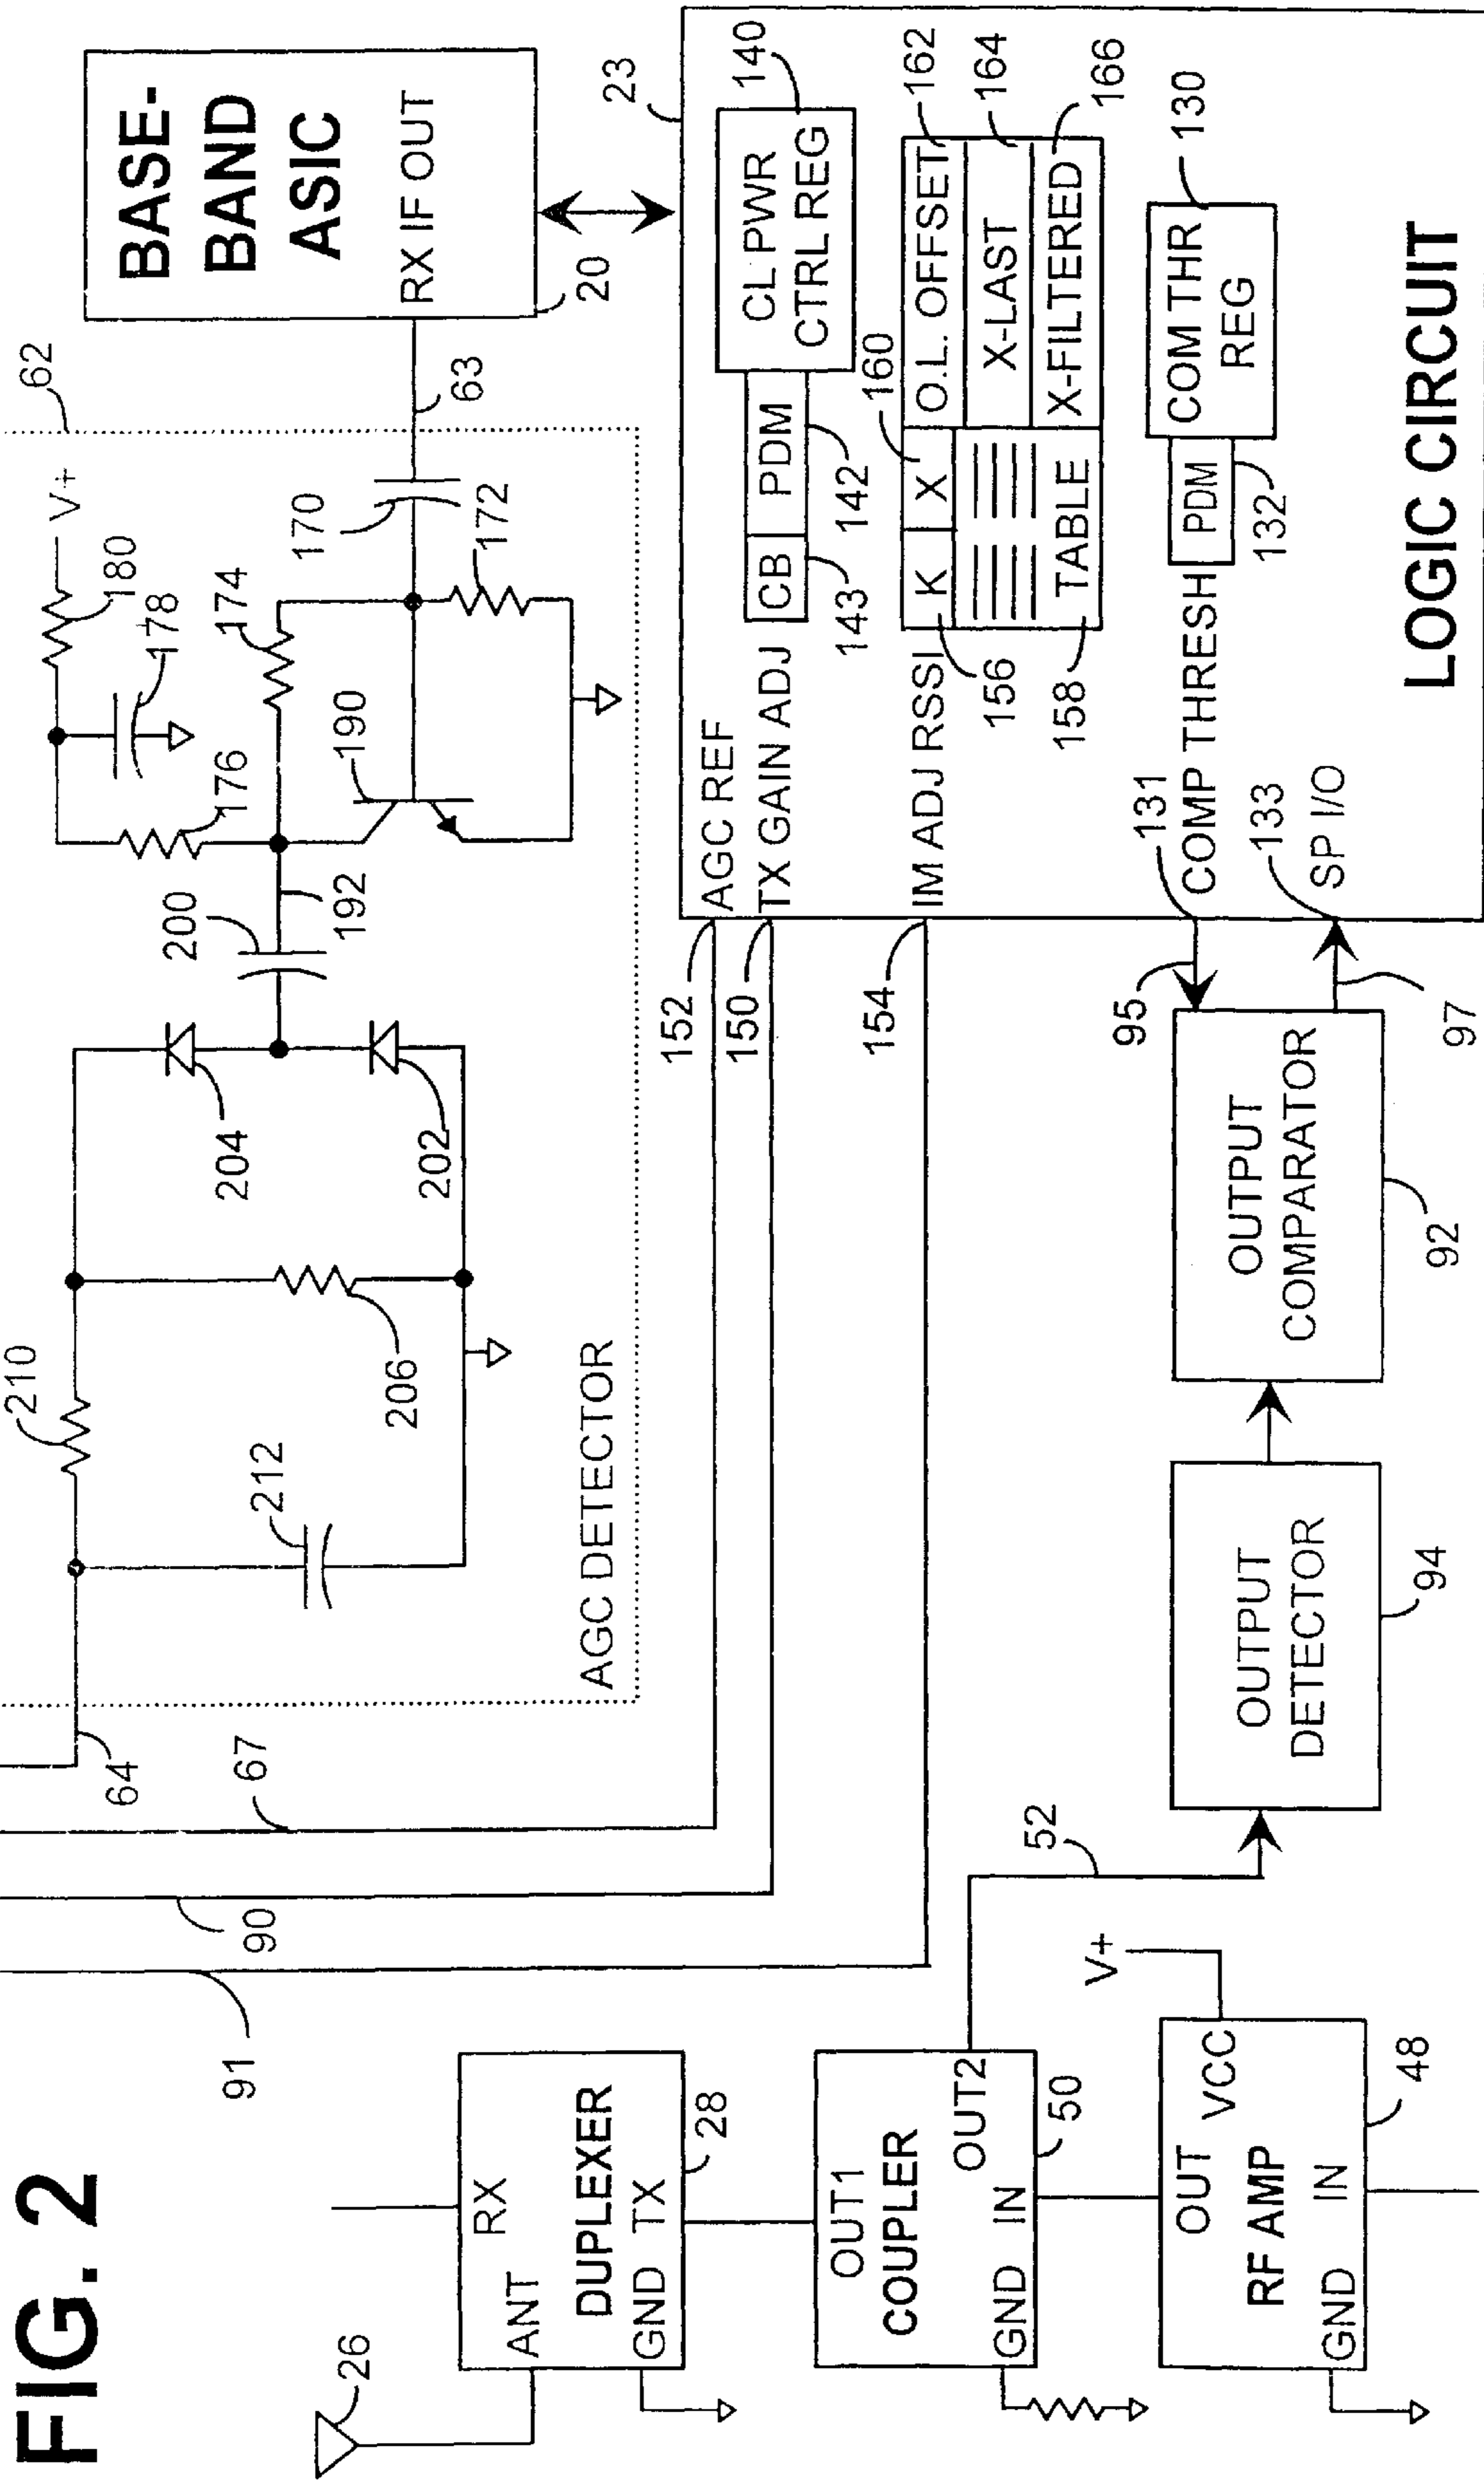 FIG. 2
62
V+
180
178
176
174
170
172
190
192
200
204
202
206
210
212
64
AGC DETECTOR
BASE-
BAND
ASIC
RX IF OUT
20
63
67
90
91
23
AGC REF
152
TX GAIN ADJ
150
CB
PDM
CL PWR
CTRL REG
140
142
143
IM ADJ RSSI
154
K
X
160
O.L. OFFSET
162
X-LAST
164
X-FILTERED
166
TABLE
156
158
COMP THRESH
131
PDM
132
COM THR
REG
130
133
SP I/O
LOGIC CIRCUIT
95
97
OUTPUT
COMPARATOR
92
OUTPUT
DETECTOR
94
52
26
RX
ANT
DUPLEXER
GND TX
28
OUT1
COUPLER
OUT2
GND IN
50
V+
OUT
VCC
RF AMP
GND IN
48